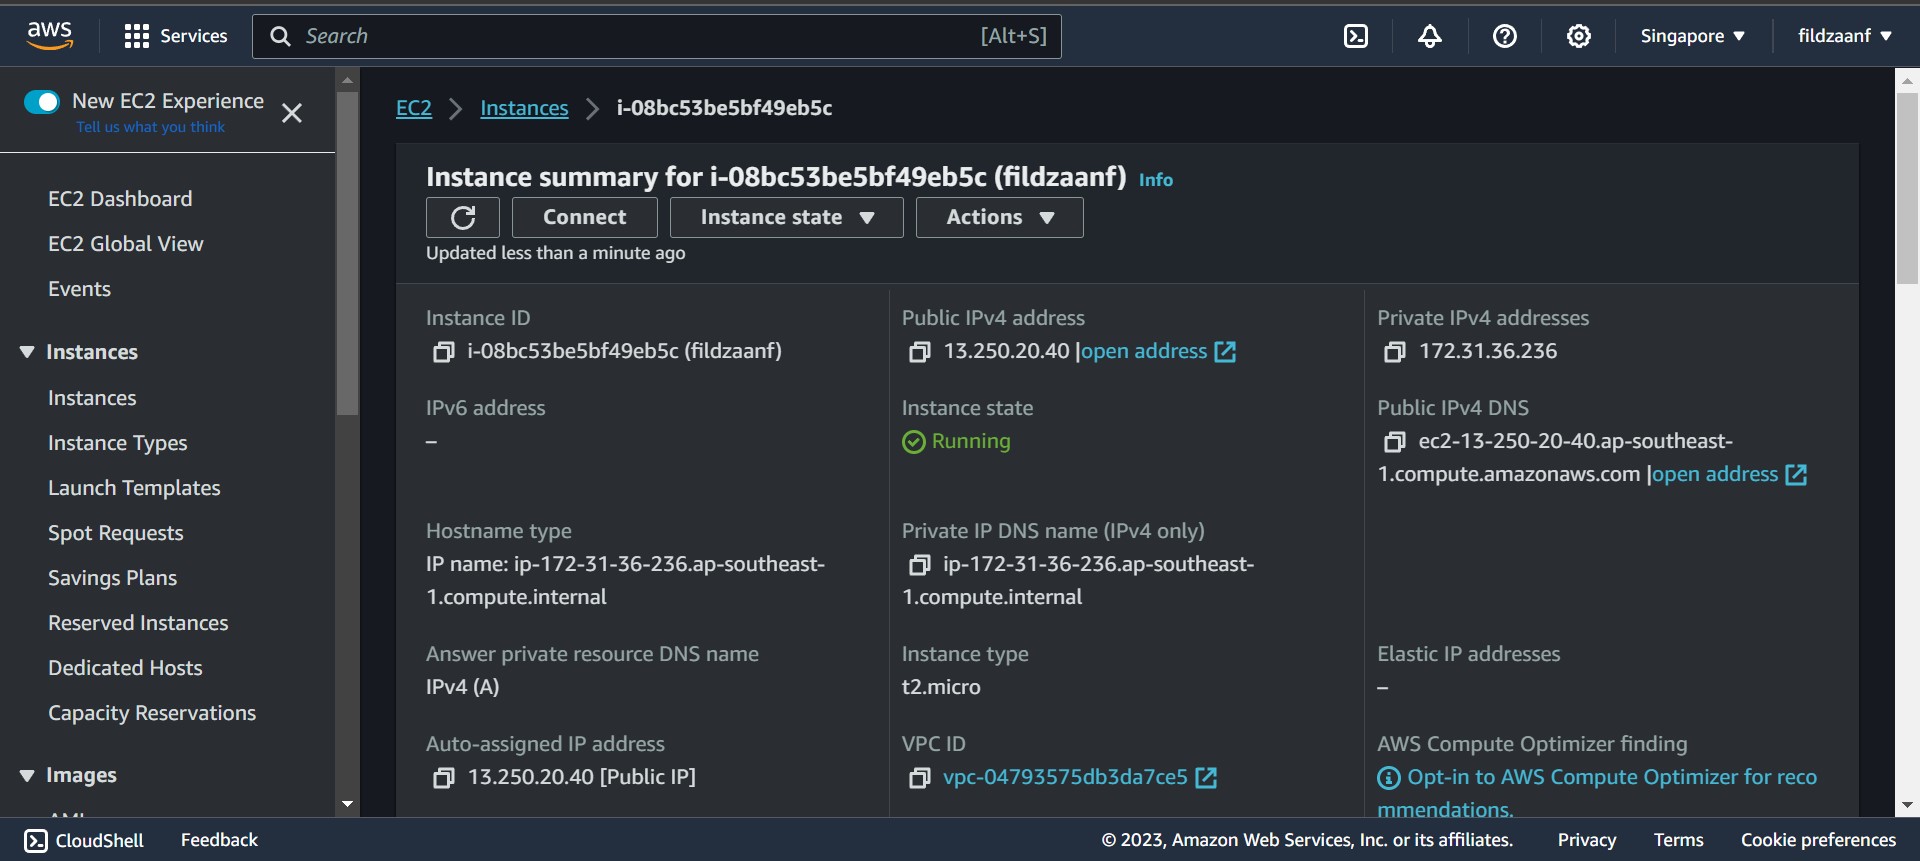 aws
Services
Search
[Alt+S]
Singapore
fildzaanf
New EC2 Experience
Tell us what you think
EC2 Dashboard
EC2 Global View
Events
Instances
Instances
Instance Types
Launch Templates
Spot Requests
Savings Plans
Reserved Instances
Dedicated Hosts
Capacity Reservations
Images
EC2
Instances
i-08bc53be5bf49eb5c
Instance summary for i-08bc53be5bf49eb5c (fildzaanf) Info
Connect
Instance state
Actions
Updated less than a minute ago
Instance ID
i-08bc53be5bf49eb5c (fildzaanf)
Public IPv4 address
13.250.20.40 |open address
Private IPv4 addresses
172.31.36.236
IPv6 address
–
Instance state
Running
Public IPv4 DNS
ec2-13-250-20-40.ap-southeast-
1.compute.amazonaws.com |open address
Hostname type
IP name: ip-172-31-36-236.ap-southeast-
1.compute.internal
Private IP DNS name (IPv4 only)
ip-172-31-36-236.ap-southeast-
1.compute.internal
Answer private resource DNS name
IPv4 (A)
Instance type
t2.micro
Elastic IP addresses
–
Auto-assigned IP address
13.250.20.40 [Public IP]
VPC ID
vpc-04793575db3da7ce5
AWS Compute Optimizer finding
Opt-in to AWS Compute Optimizer for reco
mmendations.
CloudShell
Feedback
© 2023, Amazon Web Services, Inc. or its affiliates.
Privacy
Terms
Cookie preferences